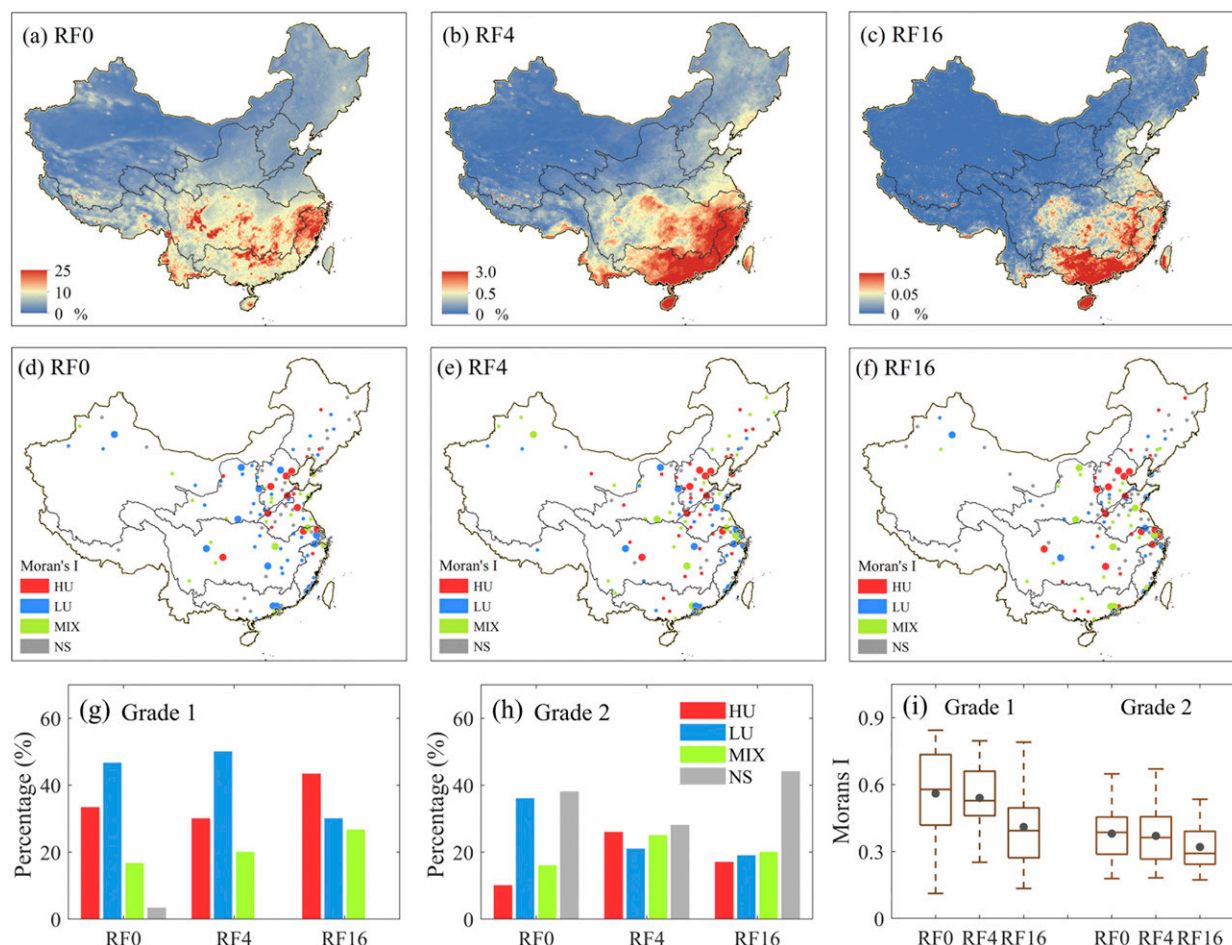 (a) RF0
25
10
0 %
(b) RF4
3.0
0.5
0 %
(c) RF16
0.5
0.05
0 %
(d) RF0
Moran's I
HU
LU
MIX
NS
(e) RF4
Moran's I
HU
LU
MIX
NS
(f) RF16
Moran's I
HU
LU
MIX
NS
(g) Grade 1
Percentage (%)
60
40
20
0
RF0 RF4 RF16
(h) Grade 2
HU
LU
MIX
NS
Percentage (%)
60
40
20
0
RF0 RF4 RF16
(i)
Grade 1 Grade 2
Morans I
0.9
0.6
0.3
0
RF0 RF4 RF16 RF0 RF4 RF16